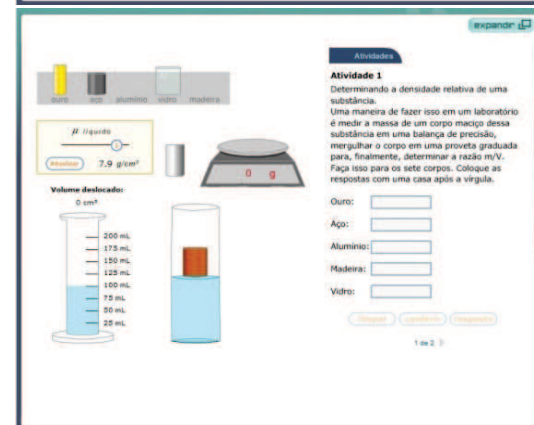 expandir
Atividades
Atividade 1
Determinando a densidade relativa de uma
substância.
Uma maneira de fazer isso em um laboratório
é medir a massa de um corpo maciço dessa
substância em uma balança de precisão,
mergulhar o corpo em uma proveta graduada
para, finalmente, determinar a razão m/V.
Faça isso para os sete corpos. Coloque as
respostas com uma casa após a vírgula.
Ouro:
Aço:
Alumínio:
Madeira:
Vidro:
1 de 2
ouro aço alumínio vidro madeira
μ líquido
7.9 g/cm³
0 g
Volume deslocado:
0 cm³
200 mL
175 mL
150 mL
125 mL
100 mL
75 mL
50 mL
25 mL